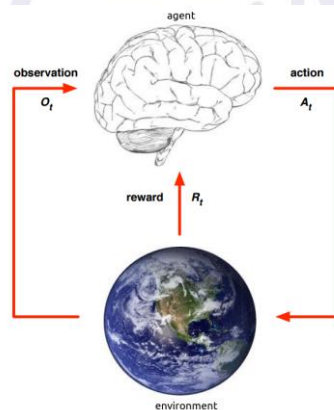 agent
observation
action
O_t
A_t
reward
R_t
environment